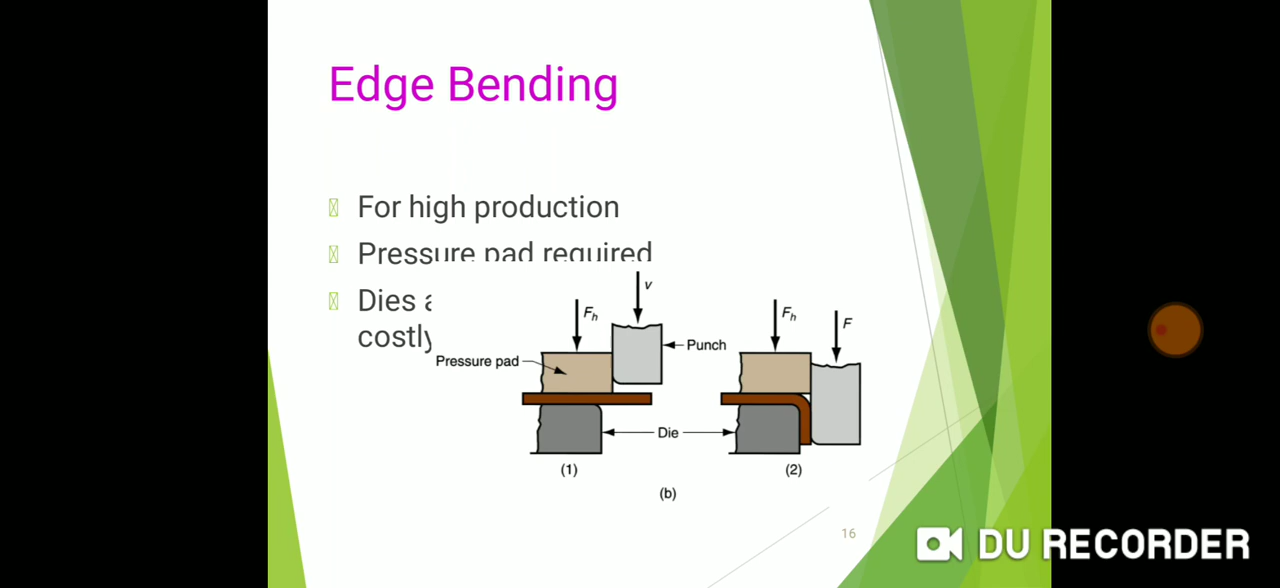 Edge Bending
For high production
Pressure pad required
Dies
costly
v
F_h
F_h
F
Punch
Pressure pad
Die
(1)
(2)
(b)
16
DU RECORDER